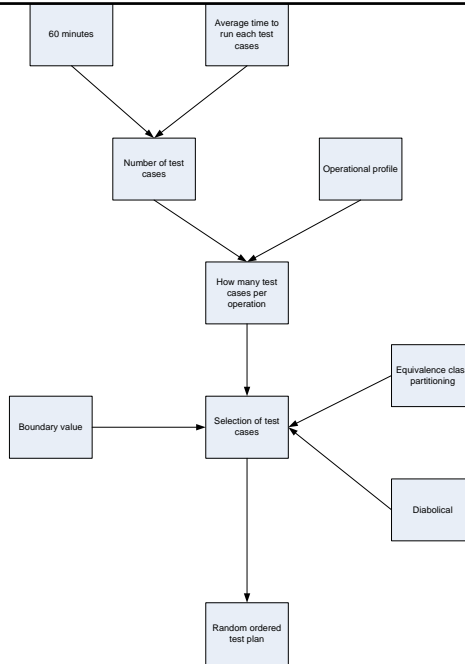 60 minutes
Average time to
run each test
cases
Number of test
cases
Operational profile
How many test
cases per
operation
Equivalence clas
partitioning
Boundary value
Selection of test
cases
Diabolical
Random ordered
test plan